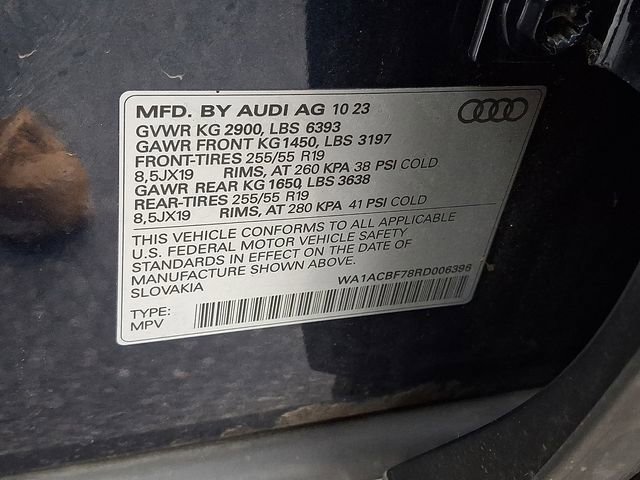 MFD. BY AUDI AG 10 23
GVWR KG 2900, LBS 6393
GAWR FRONT KG1450, LBS 3197
FRONT-TIRES 255/55 R19
8,5JX19 RIMS, AT 260 KPA 38 PSI COLD
GAWR REAR KG 1650, LBS 3638
REAR-TIRES 255/55 R19
8,5JX19 RIMS, AT 280 KPA 41 PSI COLD
THIS VEHICLE CONFORMS TO ALL APPLICABLE
U.S. FEDERAL MOTOR VEHICLE SAFETY
STANDARDS IN EFFECT ON THE DATE OF
MANUFACTURE SHOWN ABOVE.
SLOVAKIA WA1ACBF78RD006396
TYPE:
MPV